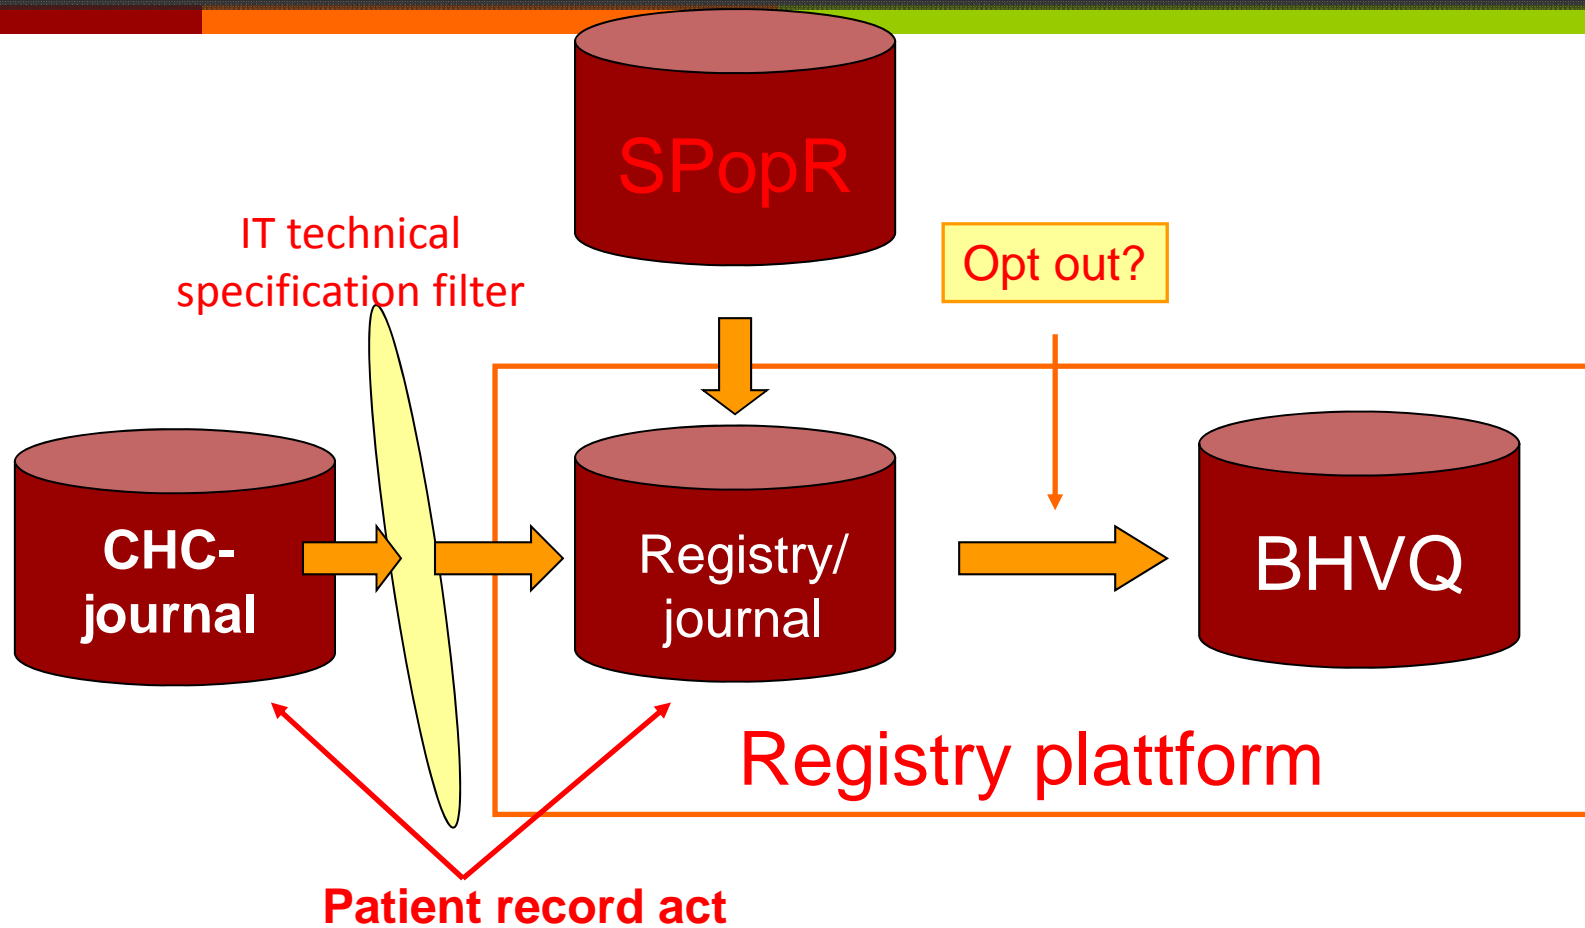 SPopR
IT technical
specification filter
Opt out?
CHC-
journal
Registry/
journal
BHVQ
Registry plattform
Patient record act